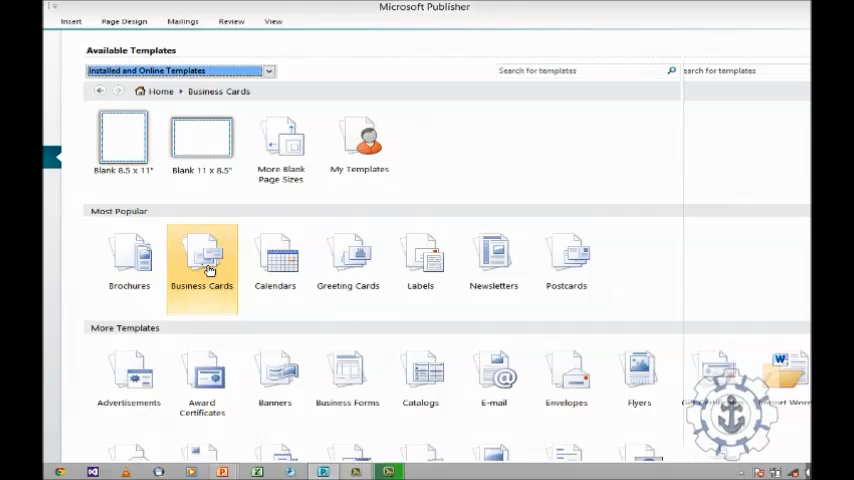 Microsoft Publisher
Insert Page Design Mailings Review View
Available Templates
Installed and Online Templates
Search for templates
search for templates
Home Business Cards
Blank 8.5 x 11"
Blank 11 x 8.5"
More Blank
Page Sizes
My Templates
Most Popular
Brochures
Business Cards
Calendars
Greeting Cards
Labels
Newsletters
Postcards
More Templates
Advertisements
Award
Certificates
Banners
Business Forms
Catalogs
E-mail
Envelopes
Flyers
Import Word